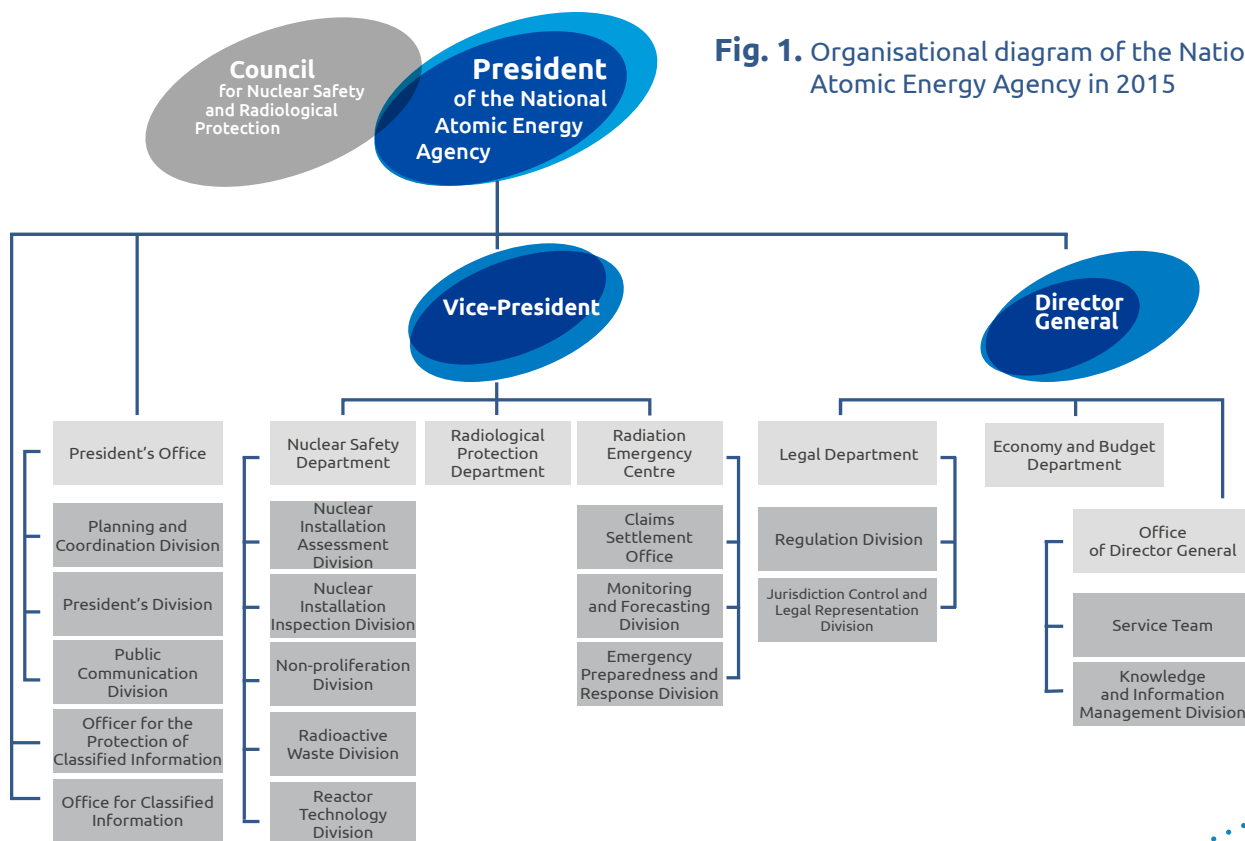 Council
for Nuclear Safety
and Radiological
Protection
President
of the National
Atomic Energy
Agency
Fig. 1. Organisational diagram of the Natio
Atomic Energy Agency in 2015
Vice-President
Director
General
President's Office
Planning and
Coordination Division
President's Division
Public
Communication
Division
Officer for the
Protection of
Classified Information
Office for Classified
Information
Nuclear Safety
Department
Nuclear
Installation
Assessment
Division
Nuclear
Installation
Inspection Division
Non-proliferation
Division
Radioactive
Waste Division
Reactor
Technology
Division
Radiological
Protection
Department
Radiation
Emergency
Centre
Claims
Settlement
Office
Monitoring
and Forecasting
Division
Emergency
Preparedness and
Response Division
Legal Department
Regulation Division
Jurisdiction Control and
Legal Representation
Division
Economy and Budget
Department
Office
of Director General
Service Team
Knowledge
and Information
Management Division